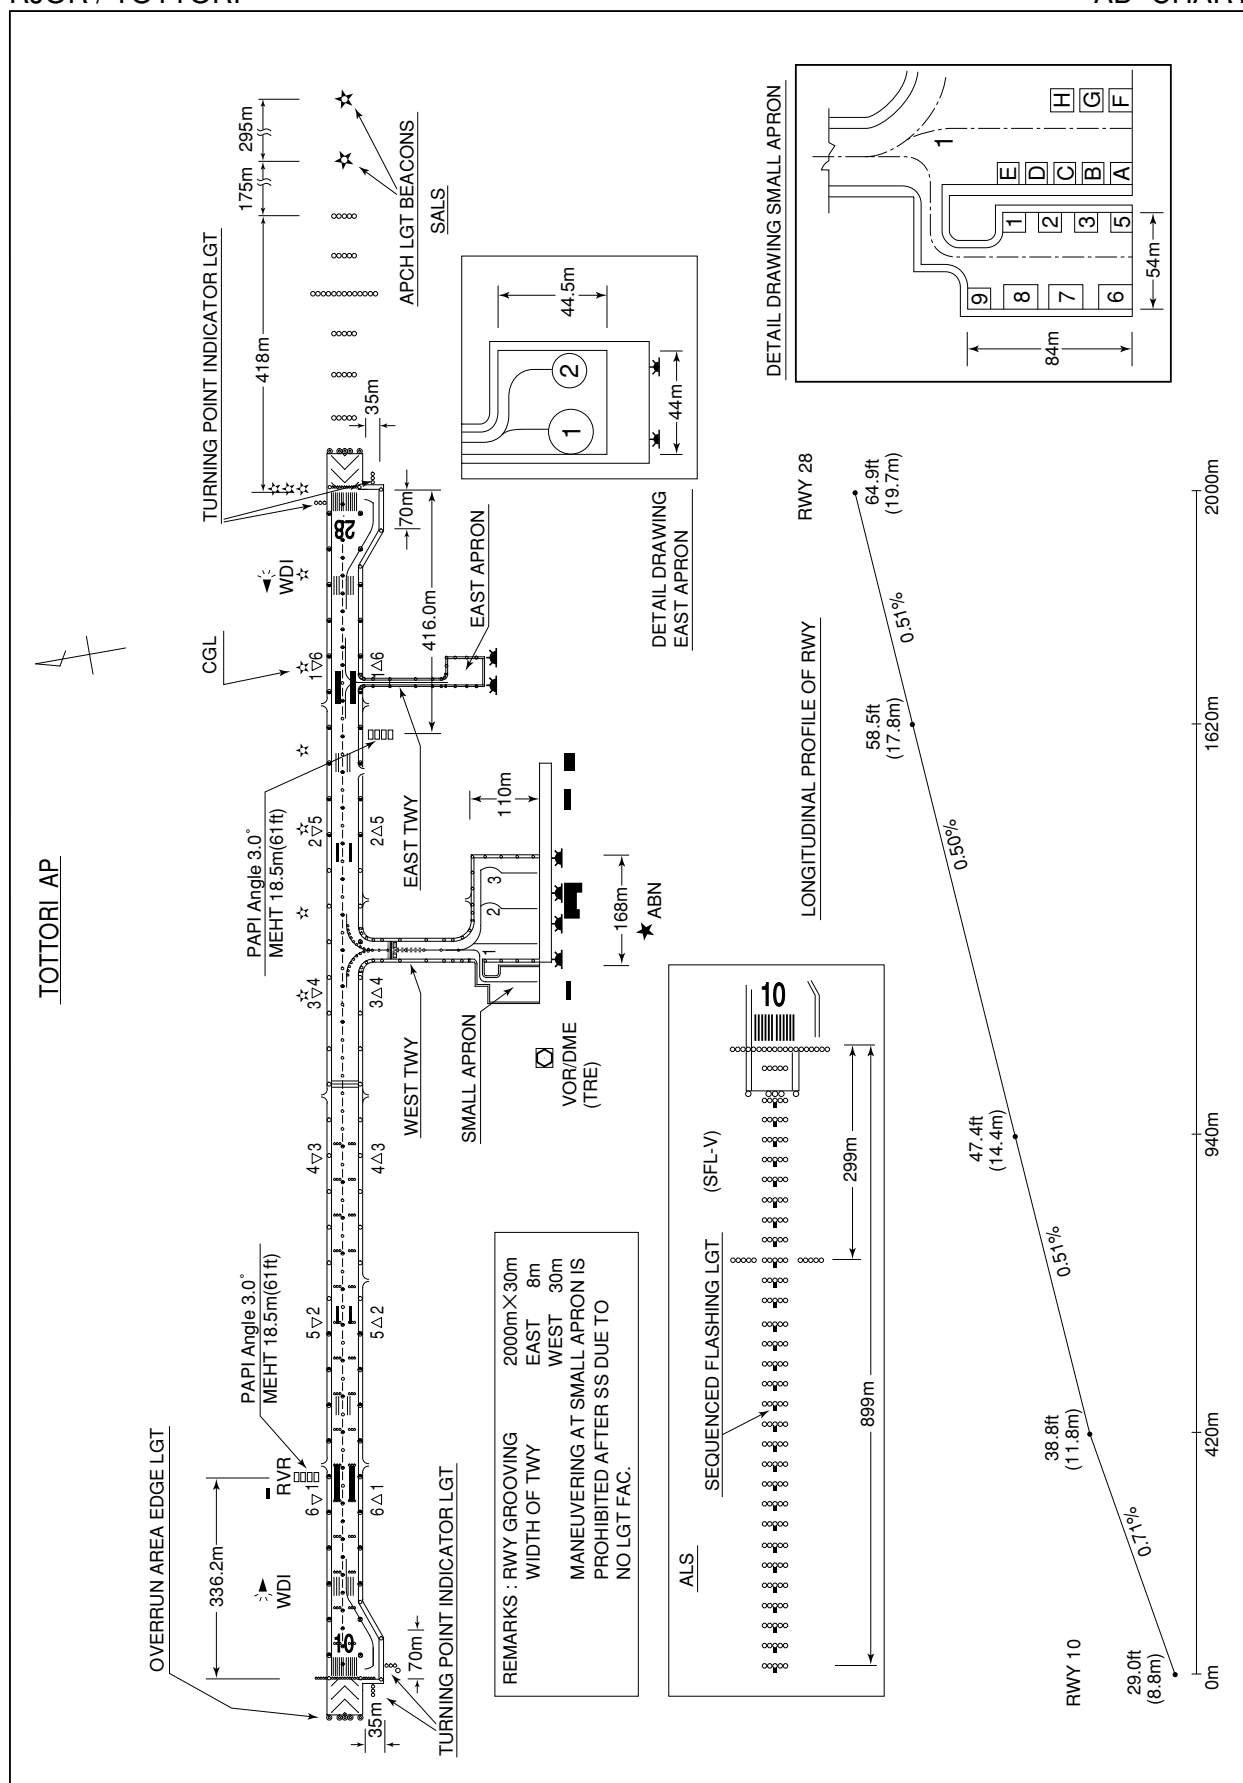 RJOR / TOTTORI
AD CHART
TOTTORI AP
OVERRUN AREA EDGE LGT
336.2m
WDI
RVR
PAPI Angle 3.0°
MEHT 18.5m(61ft)
6▽1
5▽2
4▽3
3▽4
2▽5
1▽6
6△1
5△2
4△3
3△4
2△5
1△6
10
28
35m
70m
TURNING POINT INDICATOR LGT
PAPI Angle 3.0°
MEHT 18.5m(61ft)
CGL
WDI
TURNING POINT INDICATOR LGT
418m
175m
295m
35m
70m
416.0m
APCH LGT BEACONS
SALS
WEST TWY
EAST TWY
EAST APRON
SMALL APRON
1
2
3
110m
168m
ABN
VOR/DME
(TRE)
1
2
44.5m
44m
DETAIL DRAWING
EAST APRON
REMARKS : RWY GROOVING 2000m×30m
WIDTH OF TWY EAST 8m
WEST 30m
MANEUVERING AT SMALL APRON IS
PROHIBITED AFTER SS DUE TO
NO LGT FAC.
ALS
SEQUENCED FLASHING LGT
(SFL-V)
10
299m
899m
DETAIL DRAWING SMALL APRON
1
9
8
7
6
1
2
3
5
E
D
C
B
A
H
G
F
84m
54m
LONGITUDINAL PROFILE OF RWY
RWY 10
RWY 28
29.0ft
(8.8m)
0.71%
38.8ft
(11.8m)
0.51%
47.4ft
(14.4m)
0.50%
58.5ft
(17.8m)
0.51%
64.9ft
(19.7m)
0m
420m
940m
1620m
2000m